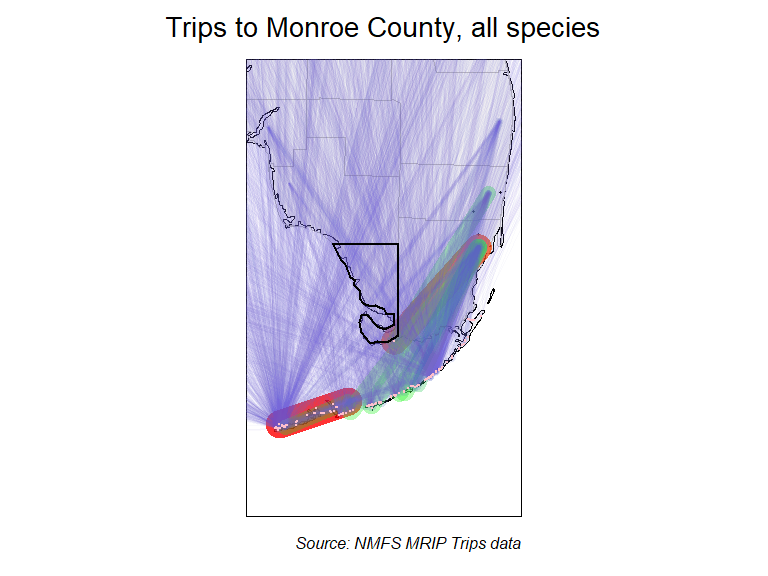 Trips to Monroe County, all species
Source: NMFS MRIP Trips data